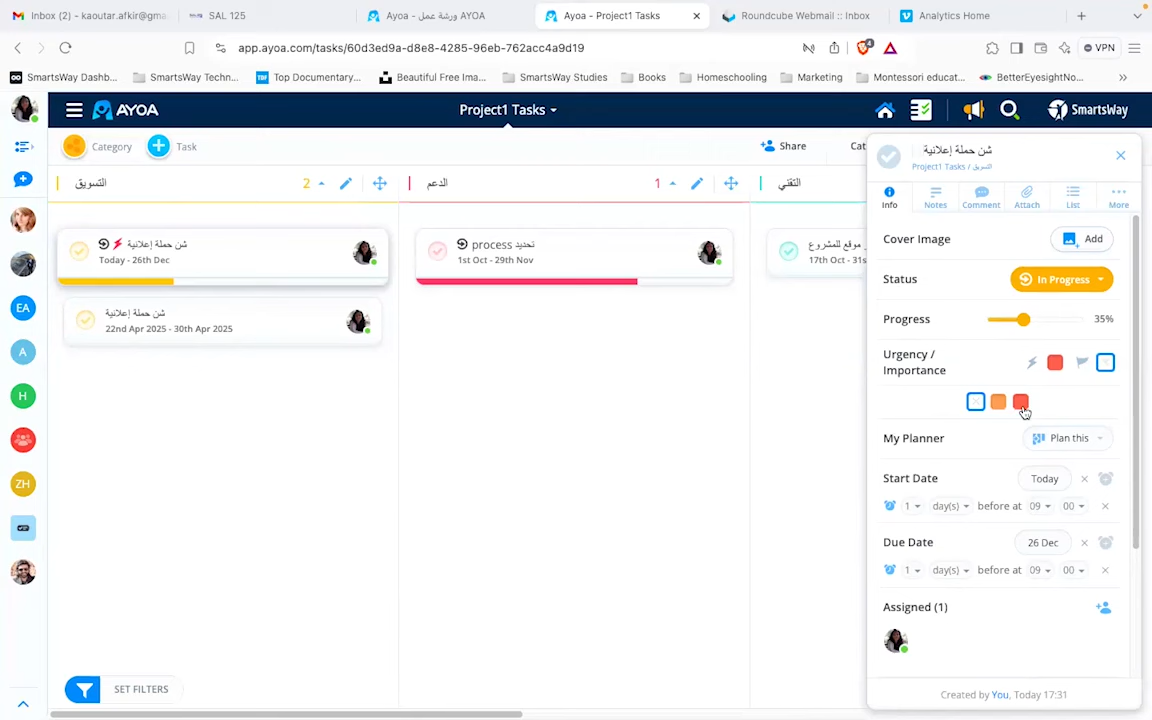 Inbox (2) - kaoutar.afkir@gma
SAL 125
Ayoa - ورشة عمل AYOA
Ayoa - Project1 Tasks
Roundcube Webmail :: Inbox
Analytics Home
app.ayoa.com/tasks/60d3ed9a-d8e8-4285-96eb-762acc4a9d19
4
VPN
SmartsWay Dashb...
SmartsWay Techn...
Top Documentary...
Beautiful Free Ima...
SmartsWay Studies
Books
Homeschooling
Marketing
Montessori educat...
BetterEyesightNo...
AYOA
Project1 Tasks
SmartsWay
Category
Task
Share
Cat
التسويق
2
الدعم
1
التقني
شن حملة إعلانية
Today - 26th Dec
شن حملة إعلانية
22nd Apr 2025 - 30th Apr 2025
تحديد process
1st Oct - 29th Nov
موقع للمشروع
17th Oct - 31s
EA
A
H
ZH
SET FILTERS
شن حملة إعلانية
Project1 Tasks / التسويق
Info
Notes
Comment
Attach
List
More
Cover Image
Add
Status
In Progress
Progress
35%
Urgency /
Importance
My Planner
Plan this
Start Date
Today
1 day(s) before at 09 00
Due Date
26 Dec
1 day(s) before at 09 00
Assigned (1)
Created by You, Today 17:31